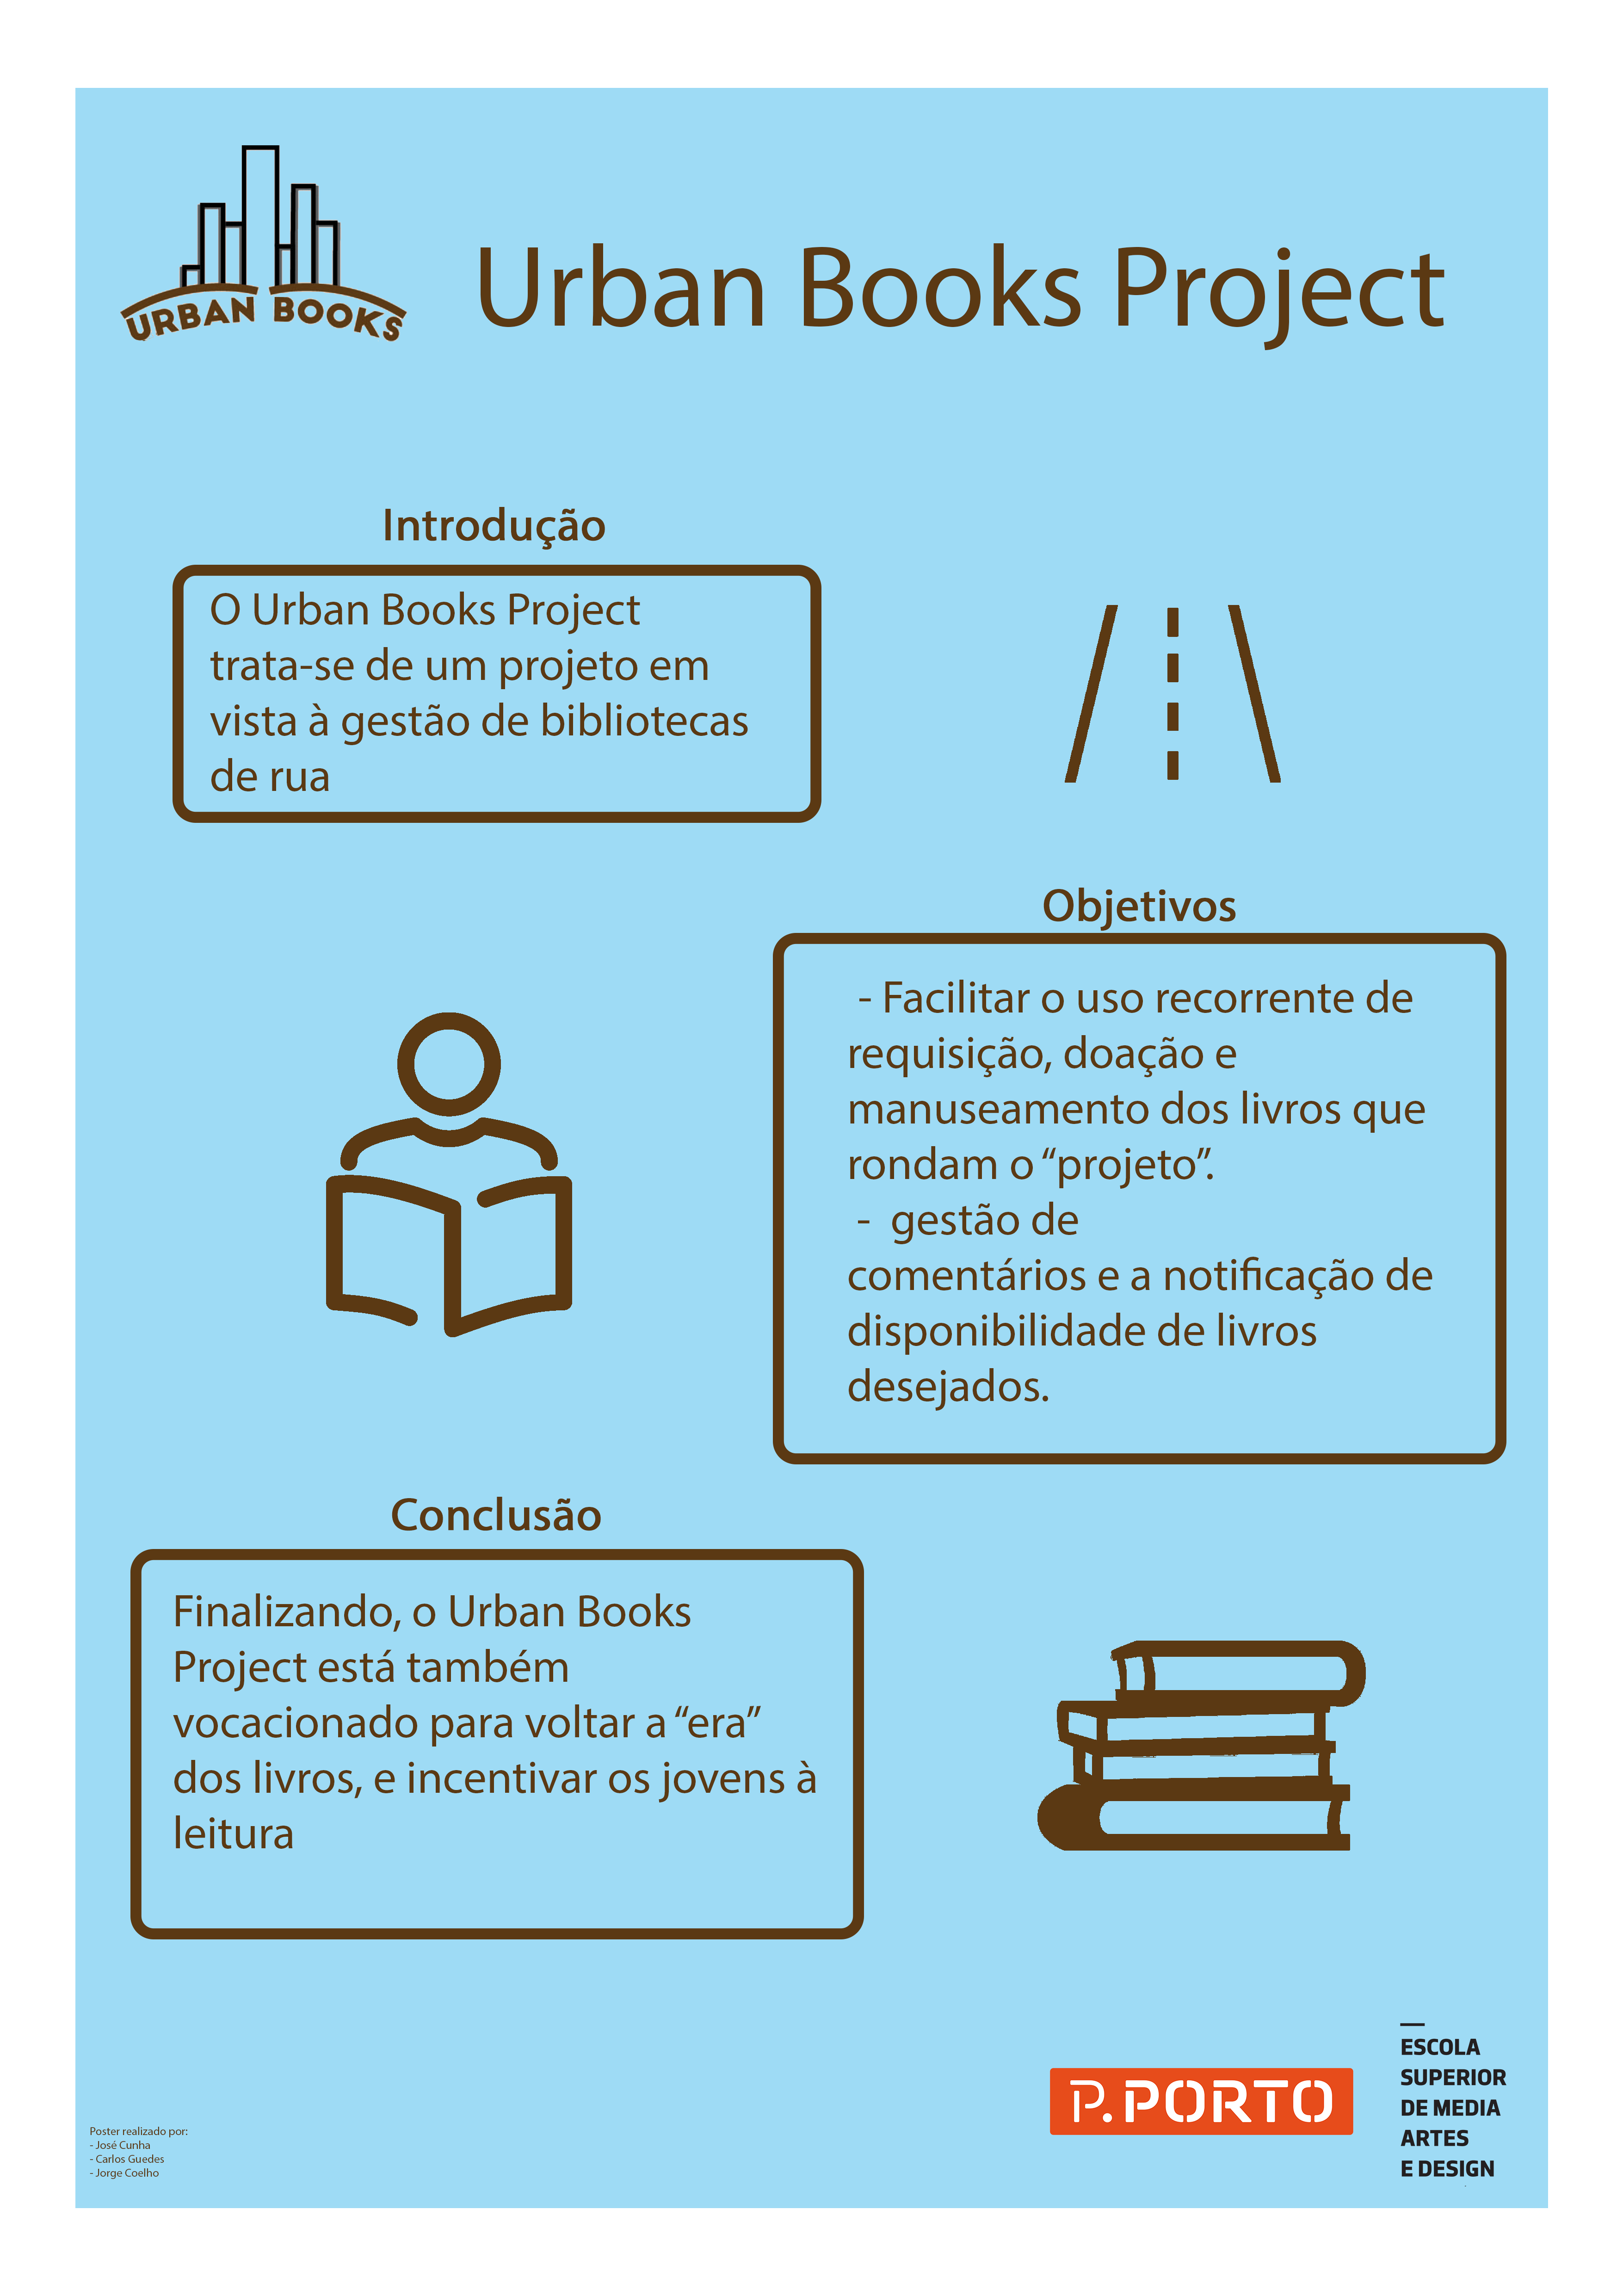 URBAN BOOKS
Urban Books Project
Introdução
O Urban Books Project
trata-se de um projeto em
vista à gestão de bibliotecas
de rua
Objetivos
- Facilitar o uso recorrente de
requisição, doação e
manuseamento dos livros que
rondam o “projeto”.
- gestão de
comentários e a notificação de
disponibilidade de livros
desejados.
Conclusão
Finalizando, o Urban Books
Project está também
vocacionado para voltar a “era”
dos livros, e incentivar os jovens à
leitura
Poster realizado por:
- José Cunha
- Carlos Guedes
- Jorge Coelho
P.PORTO
ESCOLA
SUPERIOR
DE MEDIA
ARTES
E DESIGN